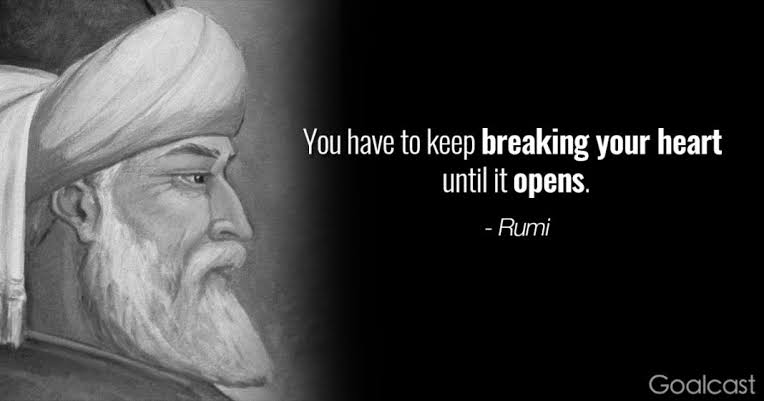 You have to keep breaking your heart
until it opens.
- Rumi
Goalcast